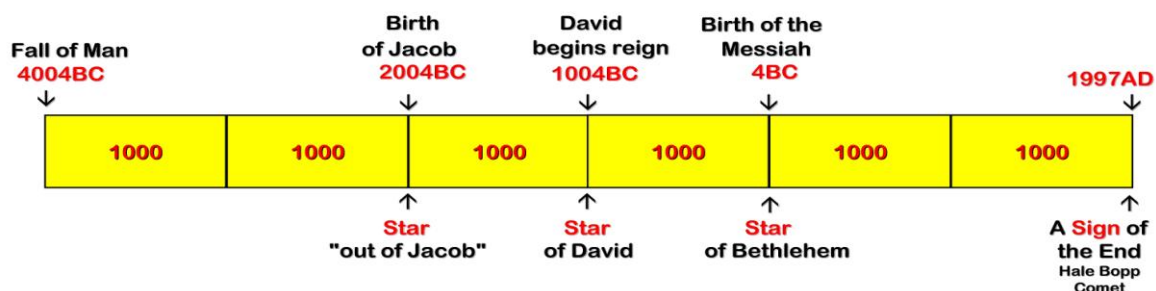 Fall of Man
4004BC
Birth
of Jacob
2004BC
David
begins reign
1004BC
Birth of the
Messiah
4BC
1997AD
1000
1000
1000
1000
1000
1000
Star
"out of Jacob"
Star
of David
Star
of Bethlehem
A Sign of
the End
Hale Bopp
Comet